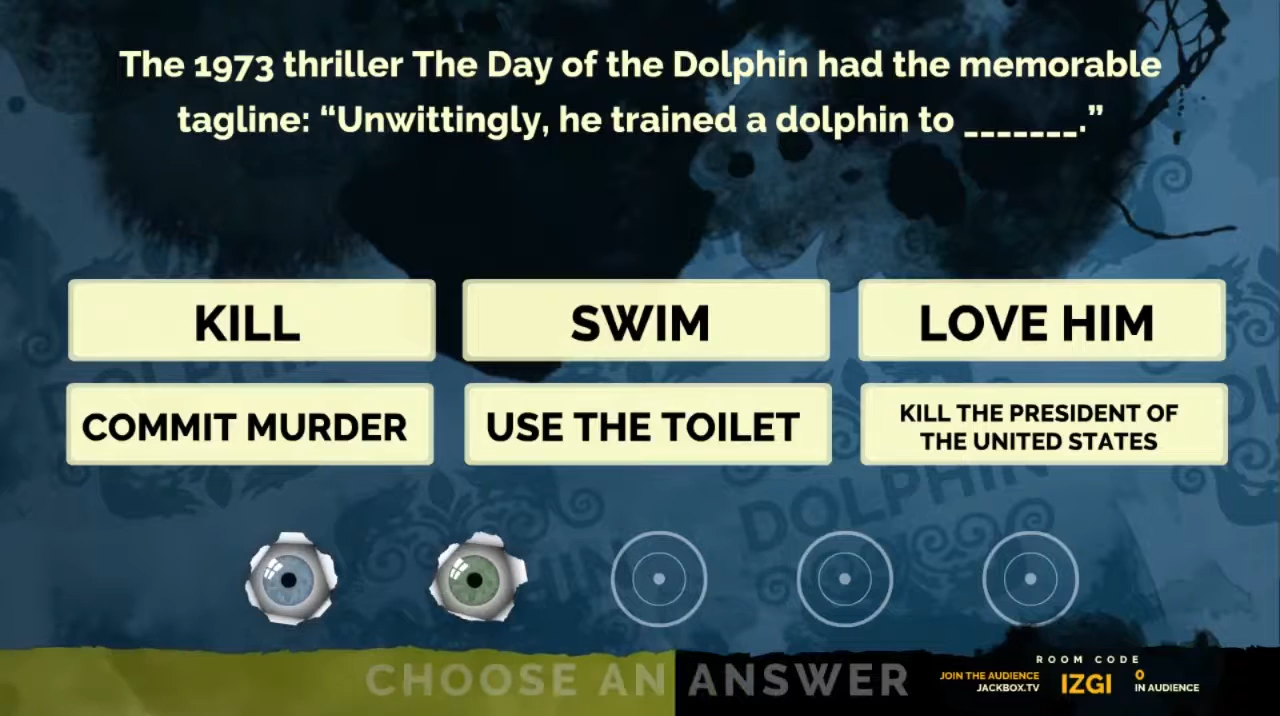 The 1973 thriller The Day of the Dolphin had the memorable
tagline: “Unwittingly, he trained a dolphin to _______.”
KILL
SWIM
LOVE HIM
COMMIT MURDER
USE THE TOILET
KILL THE PRESIDENT OF
THE UNITED STATES
DOLPHIN
DOLPHIN
CHOOSE AN ANSWER
ROOM CODE
JOIN THE AUDIENCE
JACKBOX.TV
IZGI
0
IN AUDIENCE